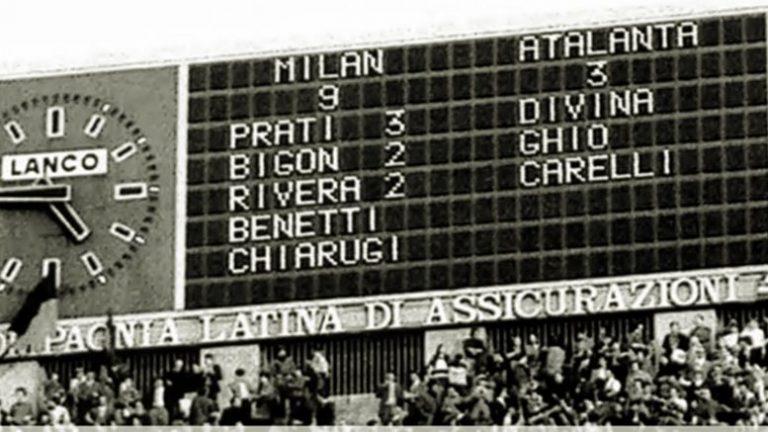 LANCO
MILAN
9
PRATI 3
BIGON 2
RIVERA 2
BENETTI
CHIARUGI
ATALANTA
3
DIVINA
GHIO
CARELLI
PAGNIA LATINA DI ASSICURAZIONI